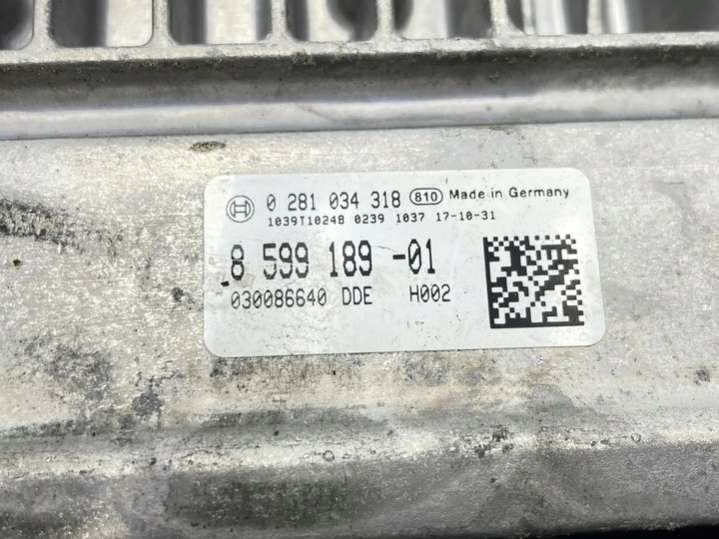 0 281 034 318 810 Made in Germany
1039T10248 0239 1037 17-10-31
8 599 189 -01
030086640 DDE H002